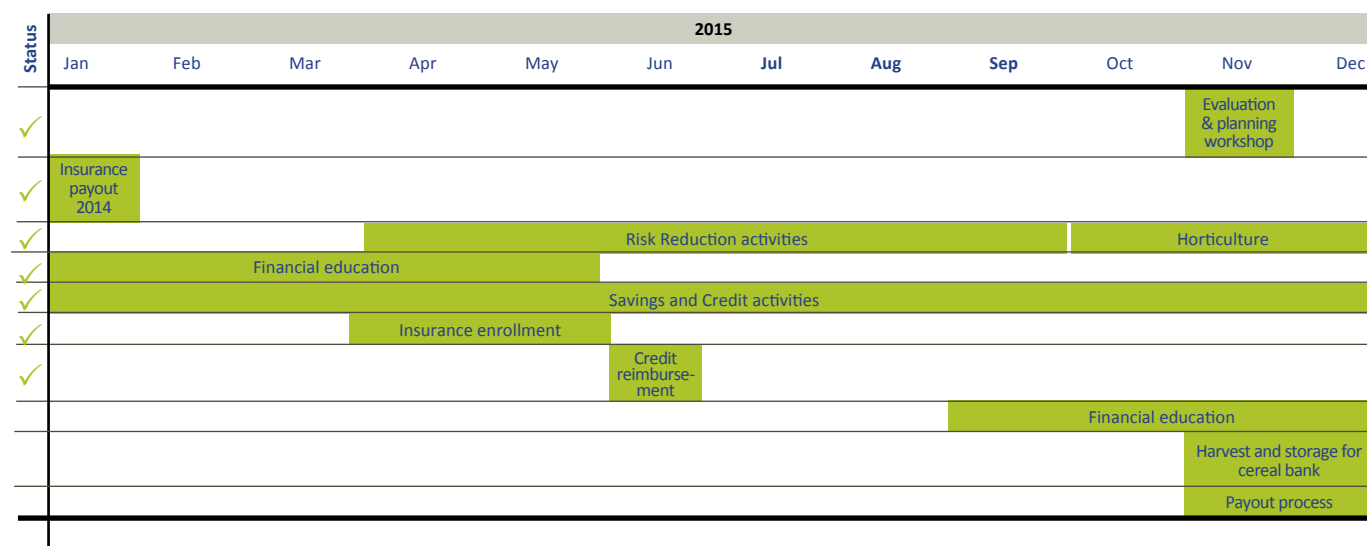 Status
2015
Jan Feb Mar Apr May Jun Jul Aug Sep Oct Nov Dec
Evaluation
& planning
workshop
Insurance
payout
2014
Risk Reduction activities Horticulture
Financial education
Savings and Credit activities
Insurance enrollment
Credit
reimburse-
ment
Financial education
Harvest and storage for
cereal bank
Payout process